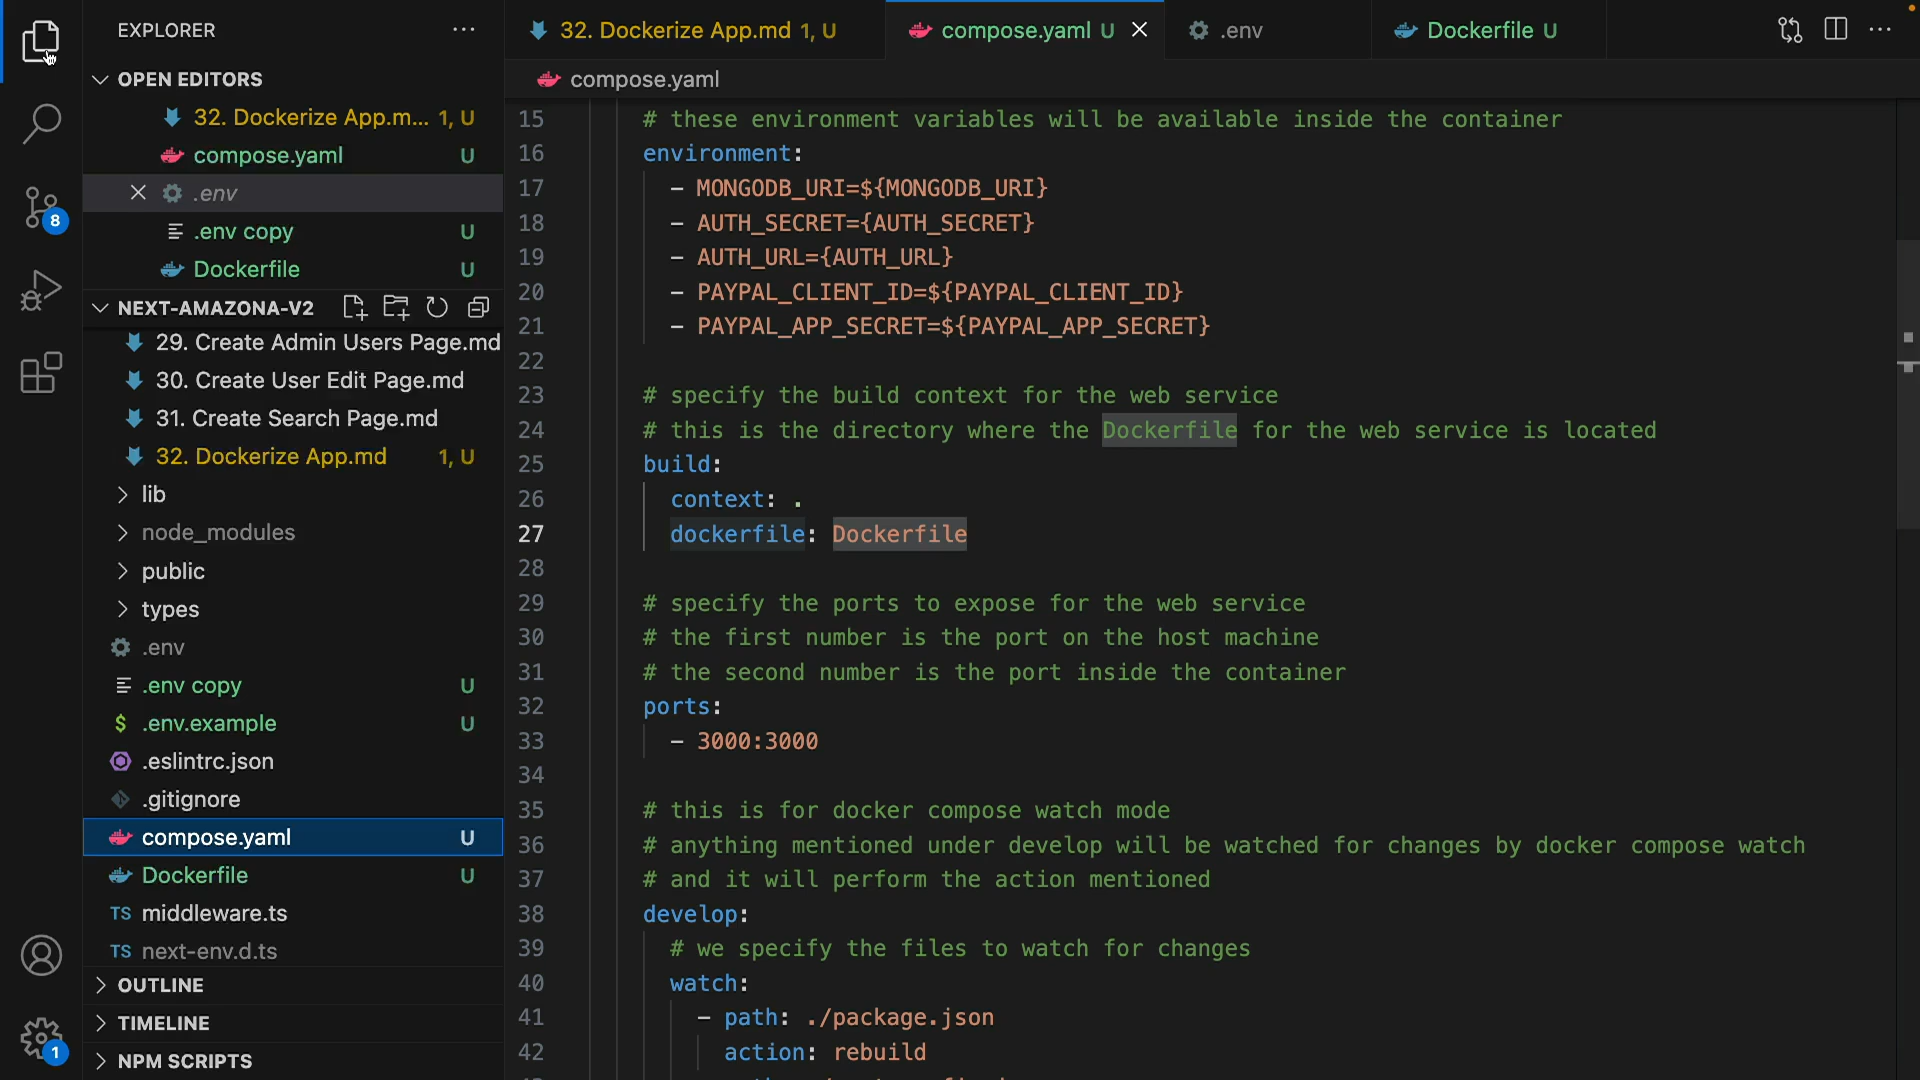 EXPLORER
OPEN EDITORS
32. Dockerize App.m... 1, U
compose.yaml U
.env
.env copy U
Dockerfile U
NEXT-AMAZONA-V2
29. Create Admin Users Page.md
30. Create User Edit Page.md
31. Create Search Page.md
32. Dockerize App.md 1, U
lib
node_modules
public
types
.env
.env copy U
.env.example U
.eslintrc.json
.gitignore
compose.yaml U
Dockerfile U
TS middleware.ts
TS next-env.d.ts
OUTLINE
TIMELINE
NPM SCRIPTS
8
1
32. Dockerize App.md 1, U
compose.yaml U
.env
Dockerfile U
compose.yaml
15 # these environment variables will be available inside the container
16 environment:
17 - MONGODB_URI=${MONGODB_URI}
18 - AUTH_SECRET={AUTH_SECRET}
19 - AUTH_URL={AUTH_URL}
20 - PAYPAL_CLIENT_ID=${PAYPAL_CLIENT_ID}
21 - PAYPAL_APP_SECRET=${PAYPAL_APP_SECRET}
22
23 # specify the build context for the web service
24 # this is the directory where the Dockerfile for the web service is located
25 build:
26 context: .
27 dockerfile: Dockerfile
28
29 # specify the ports to expose for the web service
30 # the first number is the port on the host machine
31 # the second number is the port inside the container
32 ports:
33 - 3000:3000
34
35 # this is for docker compose watch mode
36 # anything mentioned under develop will be watched for changes by docker compose watch
37 # and it will perform the action mentioned
38 develop:
39 # we specify the files to watch for changes
40 watch:
41 - path: ./package.json
42 action: rebuild